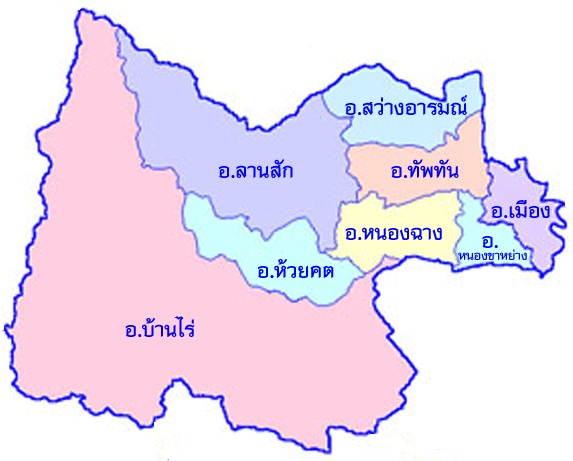 อ.สว่างอารมณ์
อ.ลานสัก
อ.ทัพทัน
อ.เมือง
อ.หนองฉาง
อ.
หนองขาหย่าง
อ.ห้วยคต
อ.บ้านไร่